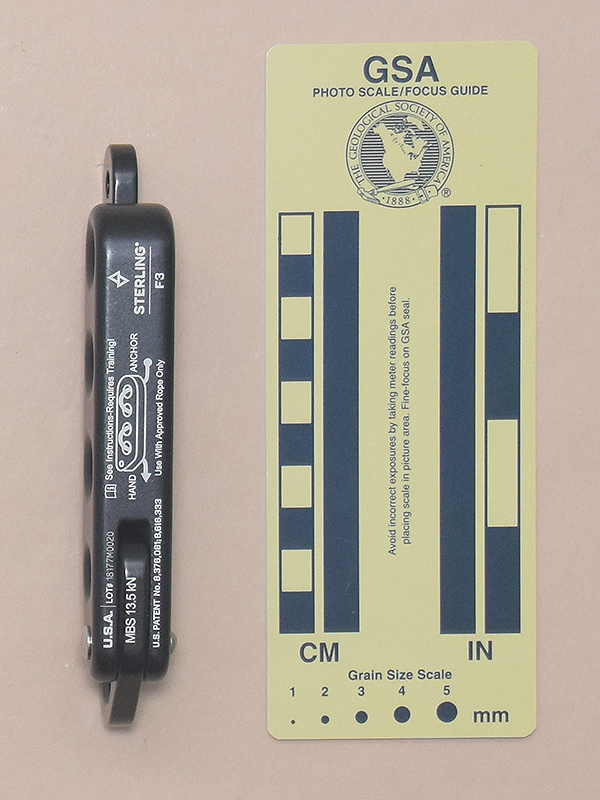 STERLING®
F3
See Instructions-Requires Training!
HAND
ANCHOR
Use With Approved Rope Only
U.S.A. LOT# 18177M0020
MBS 13.5 kN
U.S. PATENT No. 8,376,081;8,616,333
GSA
PHOTO SCALE/FOCUS GUIDE
THE GEOLOGICAL SOCIETY OF AMERICA
·1888·
®
Avoid incorrect exposures by taking meter readings before
placing scale in picture area. Fine-focus on GSA seal.
CM
IN
Grain Size Scale
1 2 3 4 5
mm